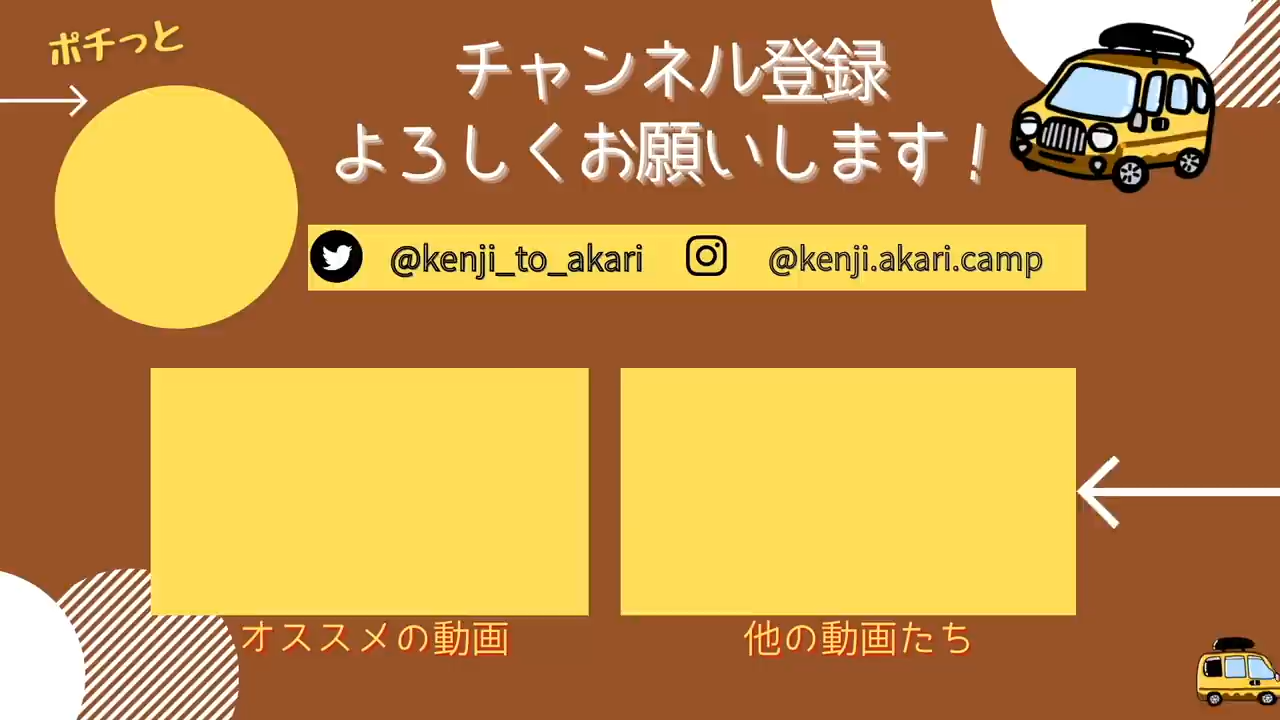 ポチっと
チャンネル登録
よろしくお願いします！
@kenji_to_akari @kenji.akari.camp
オススメの動画 他の動画たち